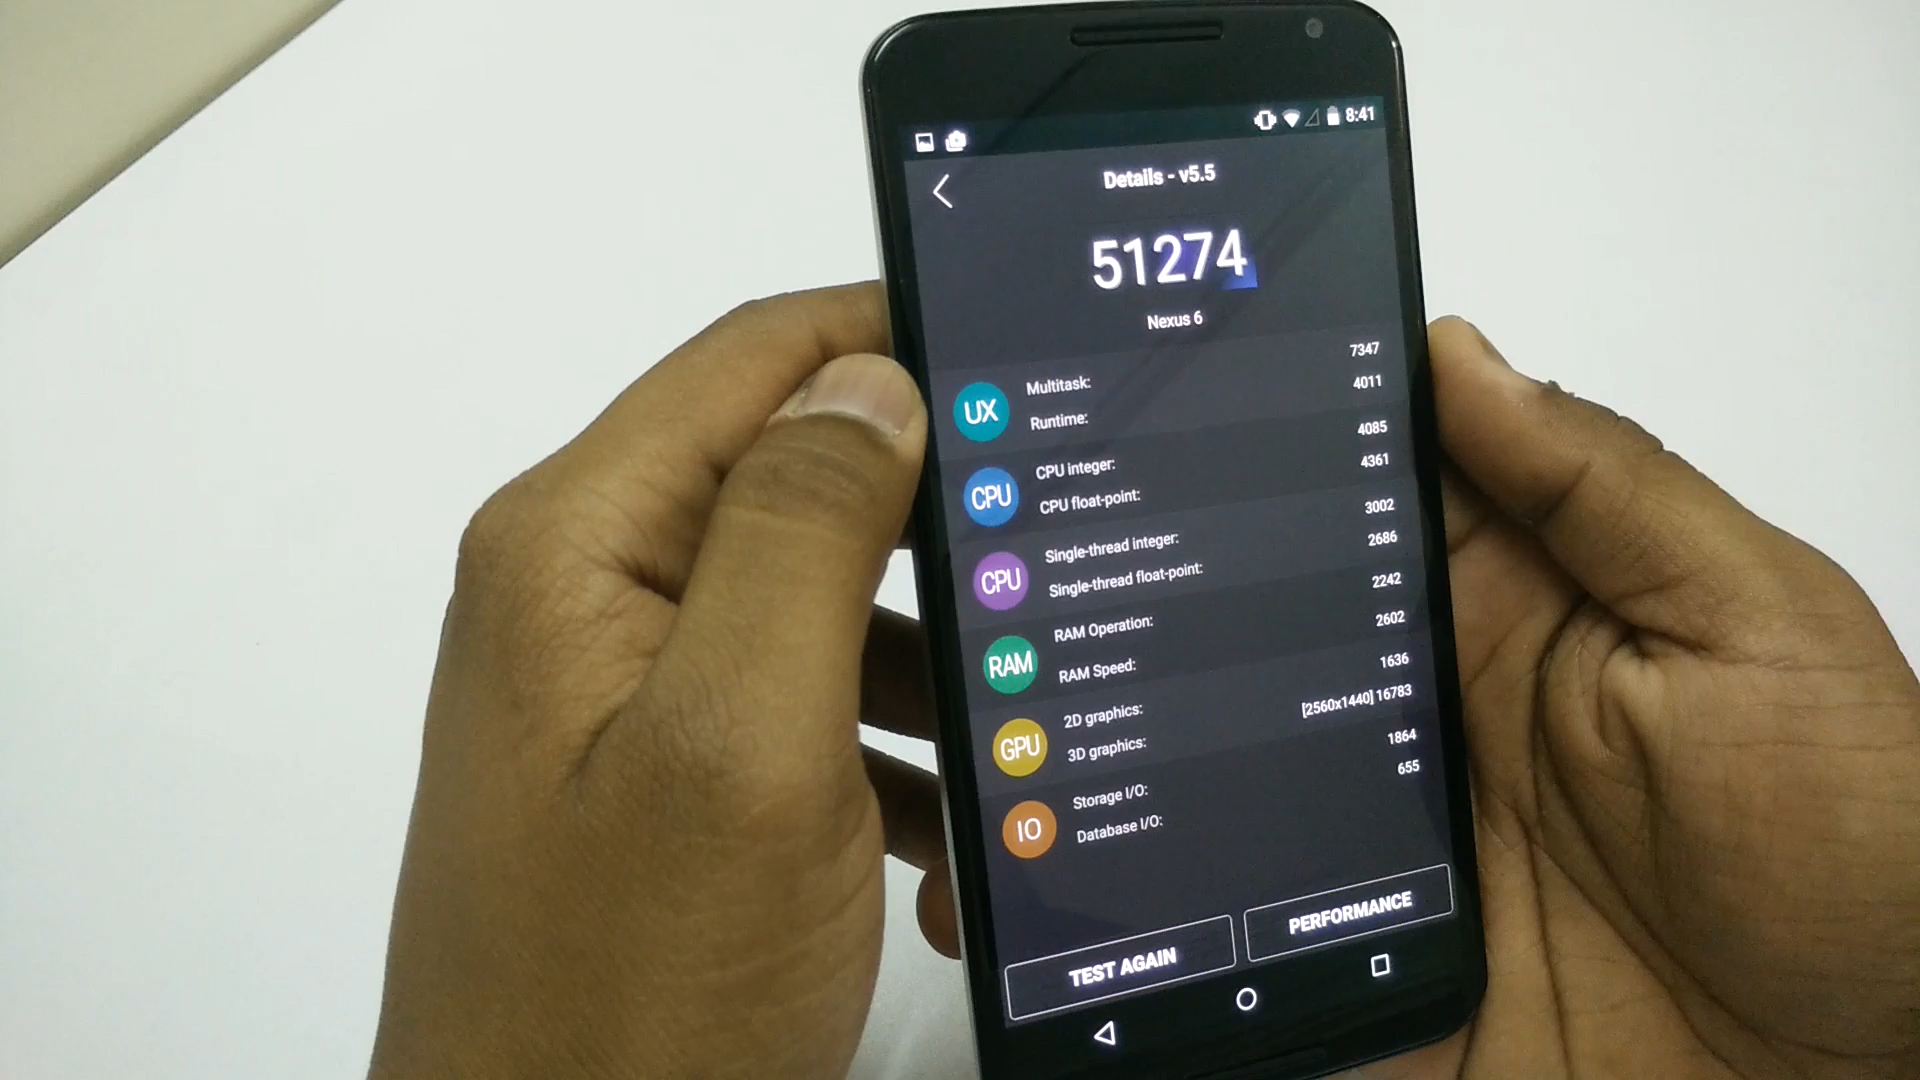 8:41
Details - v5.5
51274
Nexus 6
UX
Multitask: 7347
Runtime: 4011
CPU
CPU integer: 4085
CPU float-point: 4361
CPU
Single-thread integer: 3002
Single-thread float-point: 2686
RAM
RAM Operation: 2242
RAM Speed: 2602
GPU
2D graphics: 1636
3D graphics: [2560x1440] 16783
IO
Storage I/O: 1864
Database I/O: 655
TEST AGAIN
PERFORMANCE